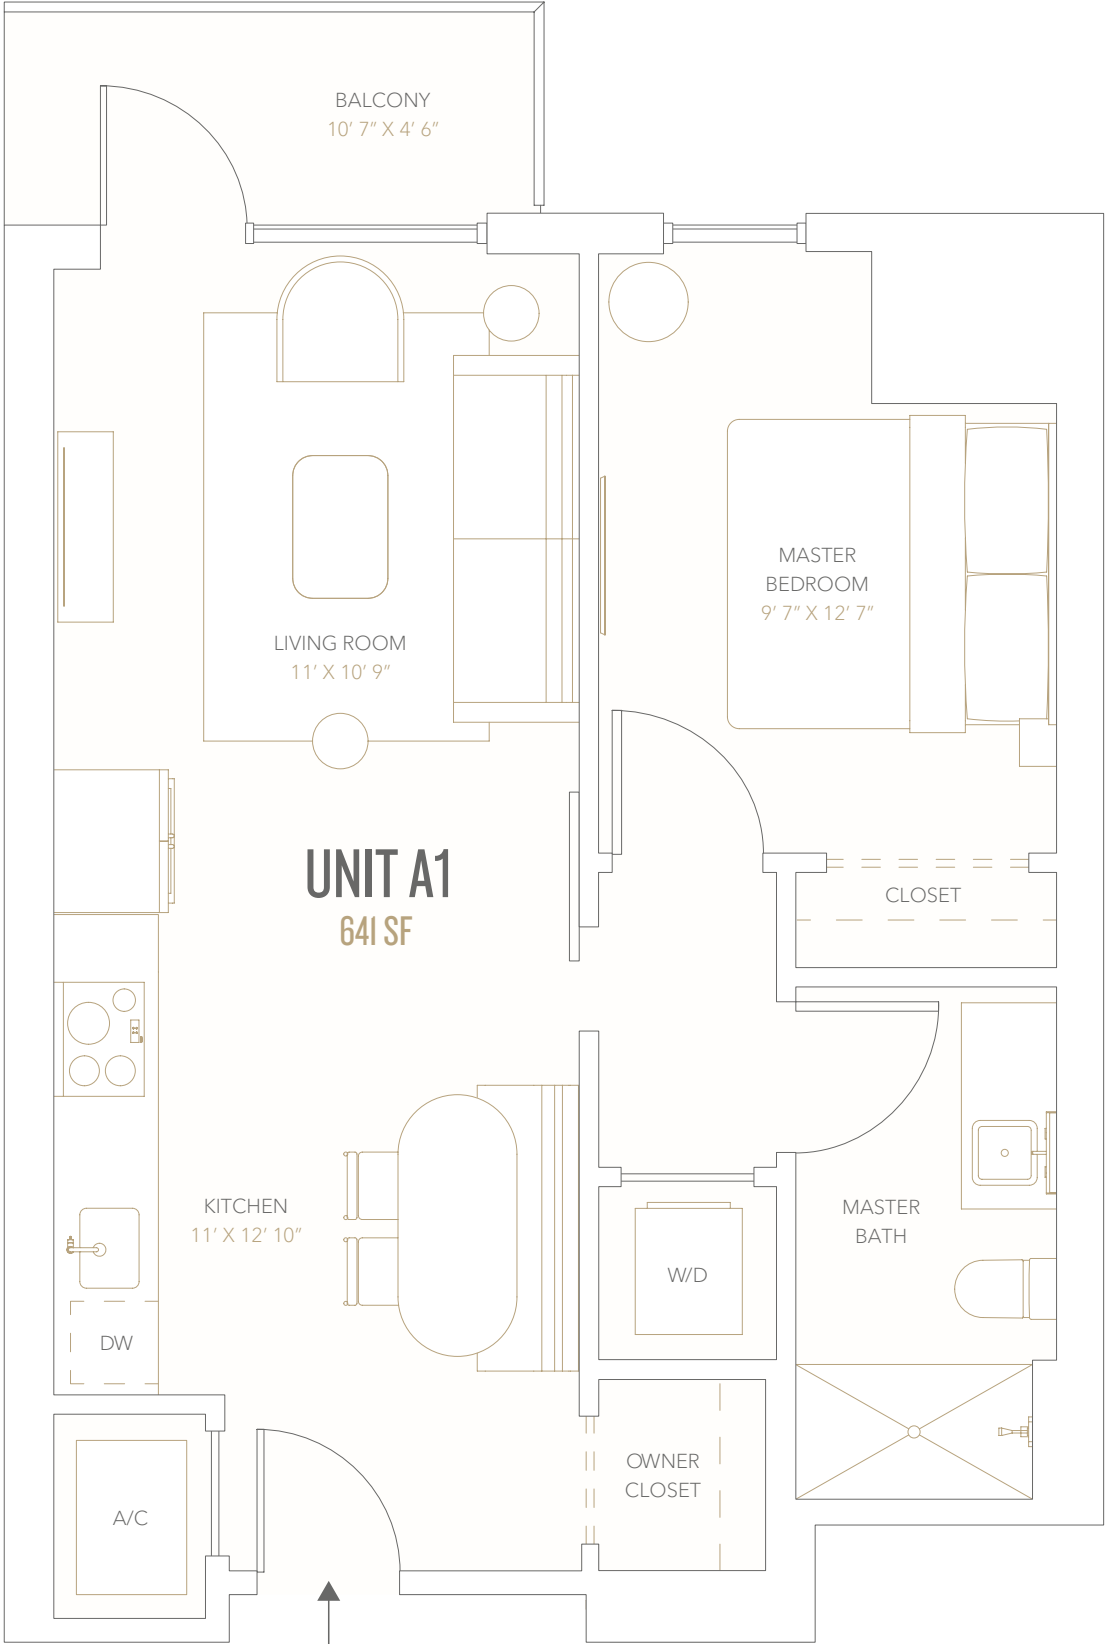 BALCONY
10' 7" X 4' 6"
MASTER
BEDROOM
9' 7" X 12' 7"
LIVING ROOM
11' X 10' 9"
UNIT A1
641 SF
CLOSET
KITCHEN
11' X 12' 10"
MASTER
BATH
W/D
DW
OWNER
CLOSET
A/C